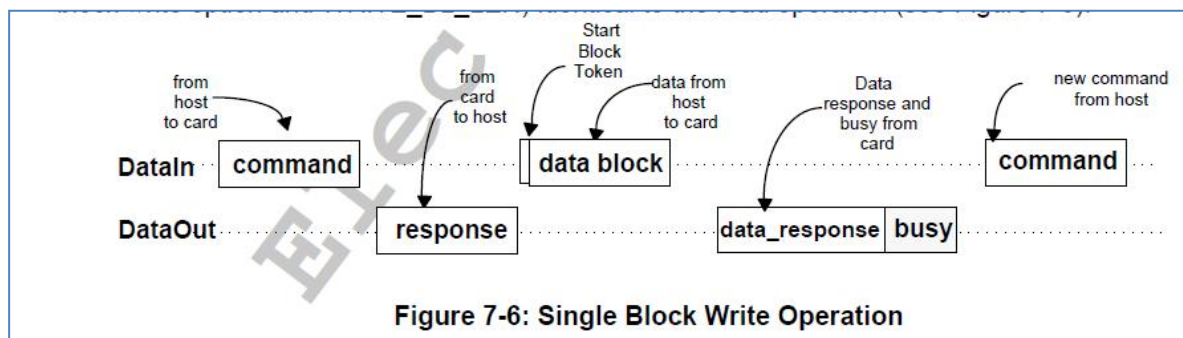 Start
Block
Token
from
host
to card
from
card
to host
data from
host
to card
Data
response and
busy from
card
new command
from host
DataIn
command
data block
command
DataOut
response
data_response
busy
Elec
Figure 7-6: Single Block Write Operation